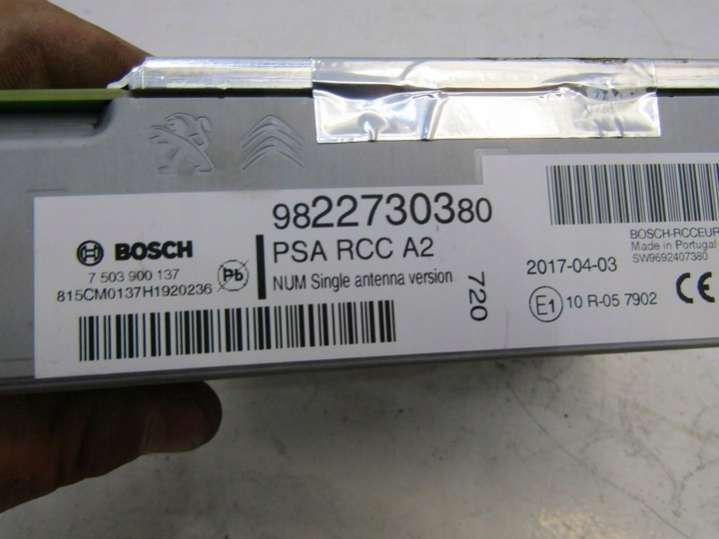 9822730380
BOSCH
PSA RCC A2
7 503 900 137
Pb
NUM Single antenna version
815CM0137H1920236
720
BOSCH-RCCEUR
Made in Portugal
SW9692407380
2017-04-03
E1 10 R-05 7902
CE